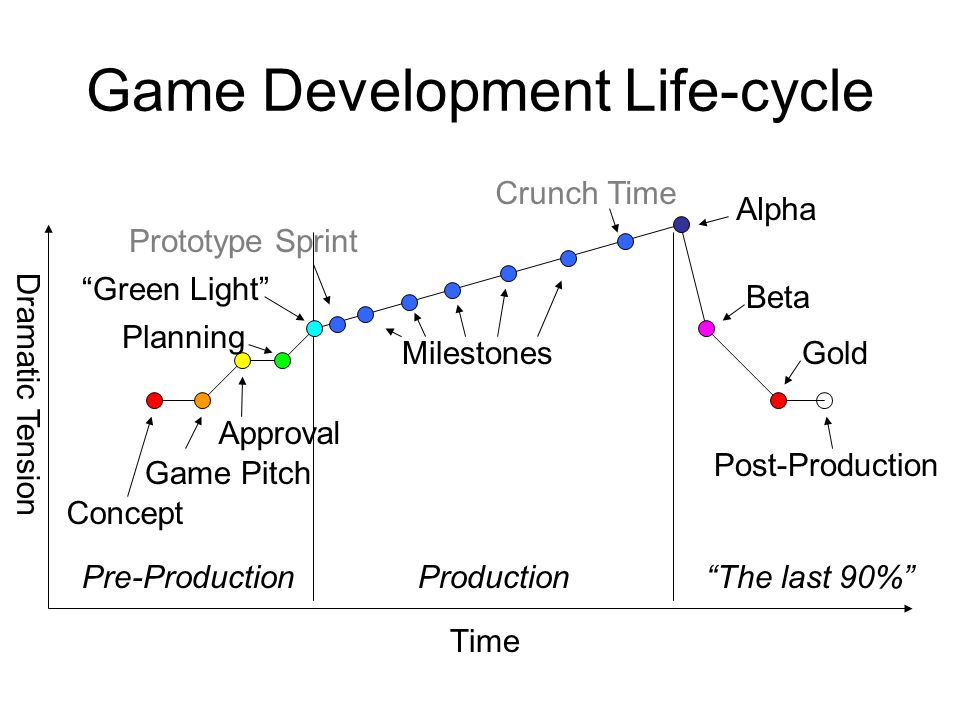 Game Development Life-cycle
Crunch Time
Alpha
Prototype Sprint
“Green Light”
Beta
Planning
Milestones
Gold
Dramatic Tension
Approval
Game Pitch
Post-Production
Concept
Pre-Production
Production
“The last 90%”
Time